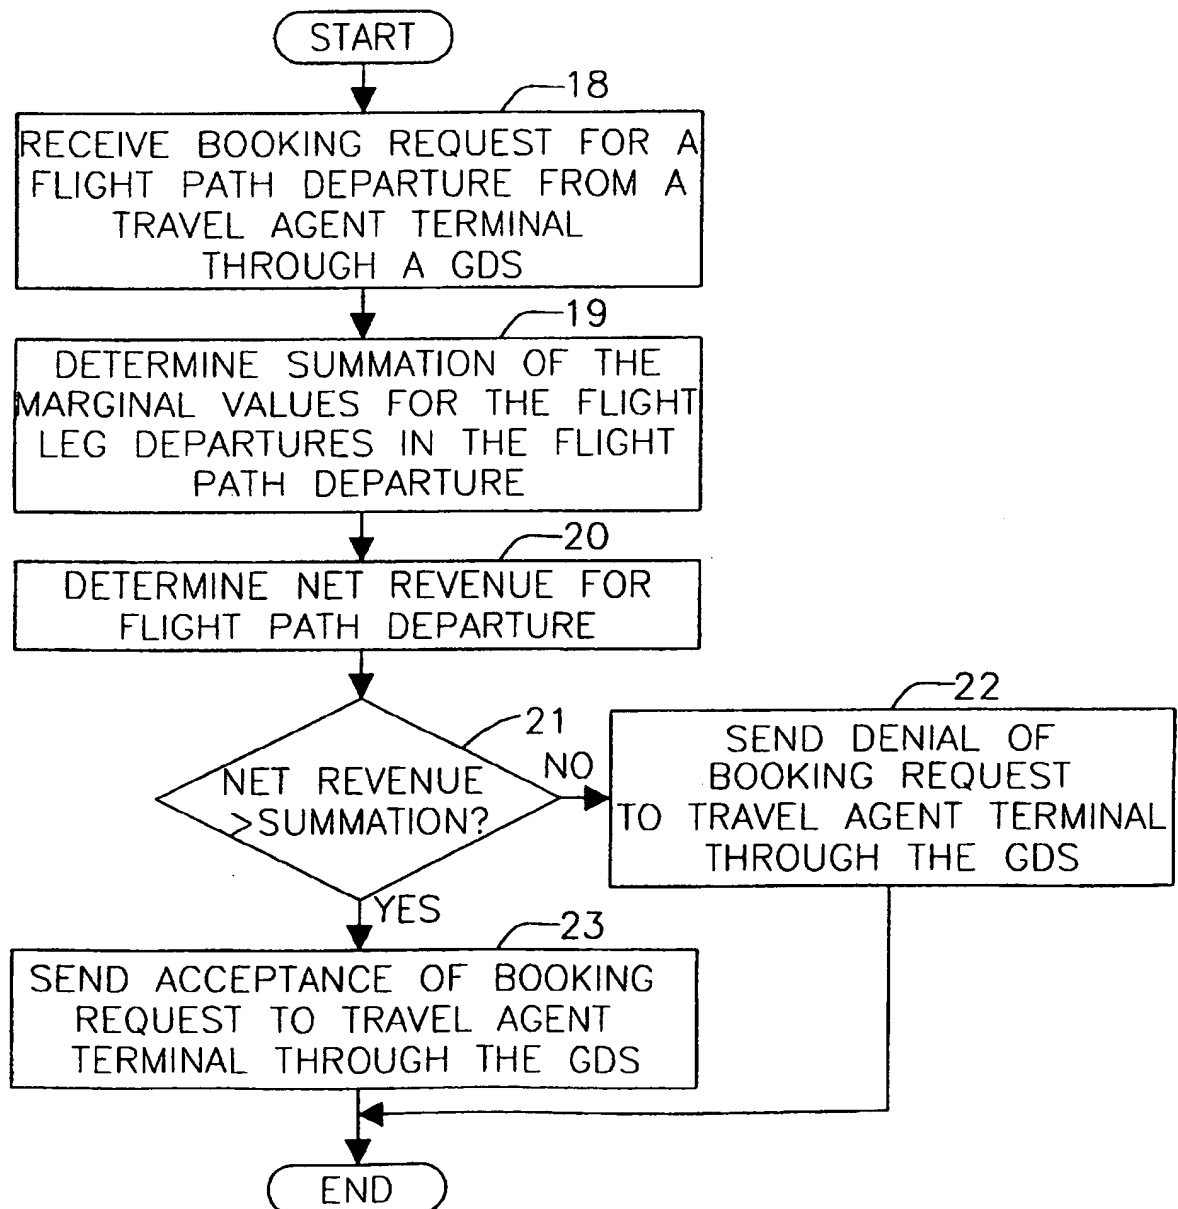 START
18
RECEIVE BOOKING REQUEST FOR A
FLIGHT PATH DEPARTURE FROM A
TRAVEL AGENT TERMINAL
THROUGH A GDS
19
DETERMINE SUMMATION OF THE
MARGINAL VALUES FOR THE FLIGHT
LEG DEPARTURES IN THE FLIGHT
PATH DEPARTURE
20
DETERMINE NET REVENUE FOR
FLIGHT PATH DEPARTURE
21
NET REVENUE
>SUMMATION?
NO
22
SEND DENIAL OF
BOOKING REQUEST
TO TRAVEL AGENT TERMINAL
THROUGH THE GDS
YES
23
SEND ACCEPTANCE OF BOOKING
REQUEST TO TRAVEL AGENT
TERMINAL THROUGH THE GDS
END